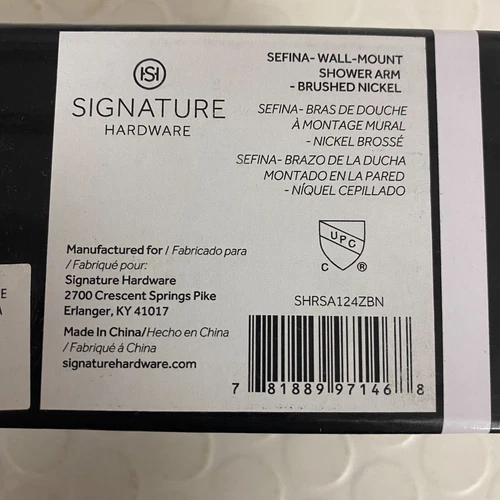 SH
SIGNATURE
HARDWARE
SEFINA- WALL-MOUNT
SHOWER ARM
- BRUSHED NICKEL
SEFINA- BRAS DE DOUCHE
À MONTAGE MURAL
- NICKEL BROSSÉ
SEFINA- BRAZO DE LA DUCHA
MONTADO EN LA PARED
- NÍQUEL CEPILLADO
Manufactured for / Fabricado para
/ Fabriqué pour:
Signature Hardware
2700 Crescent Springs Pike
Erlanger, KY 41017
Made In China/Hecho en China
/ Fabriqué á China
signaturehardware.com
UPC
C ®
SHRSA124ZBN
7 81889 97146 8
E